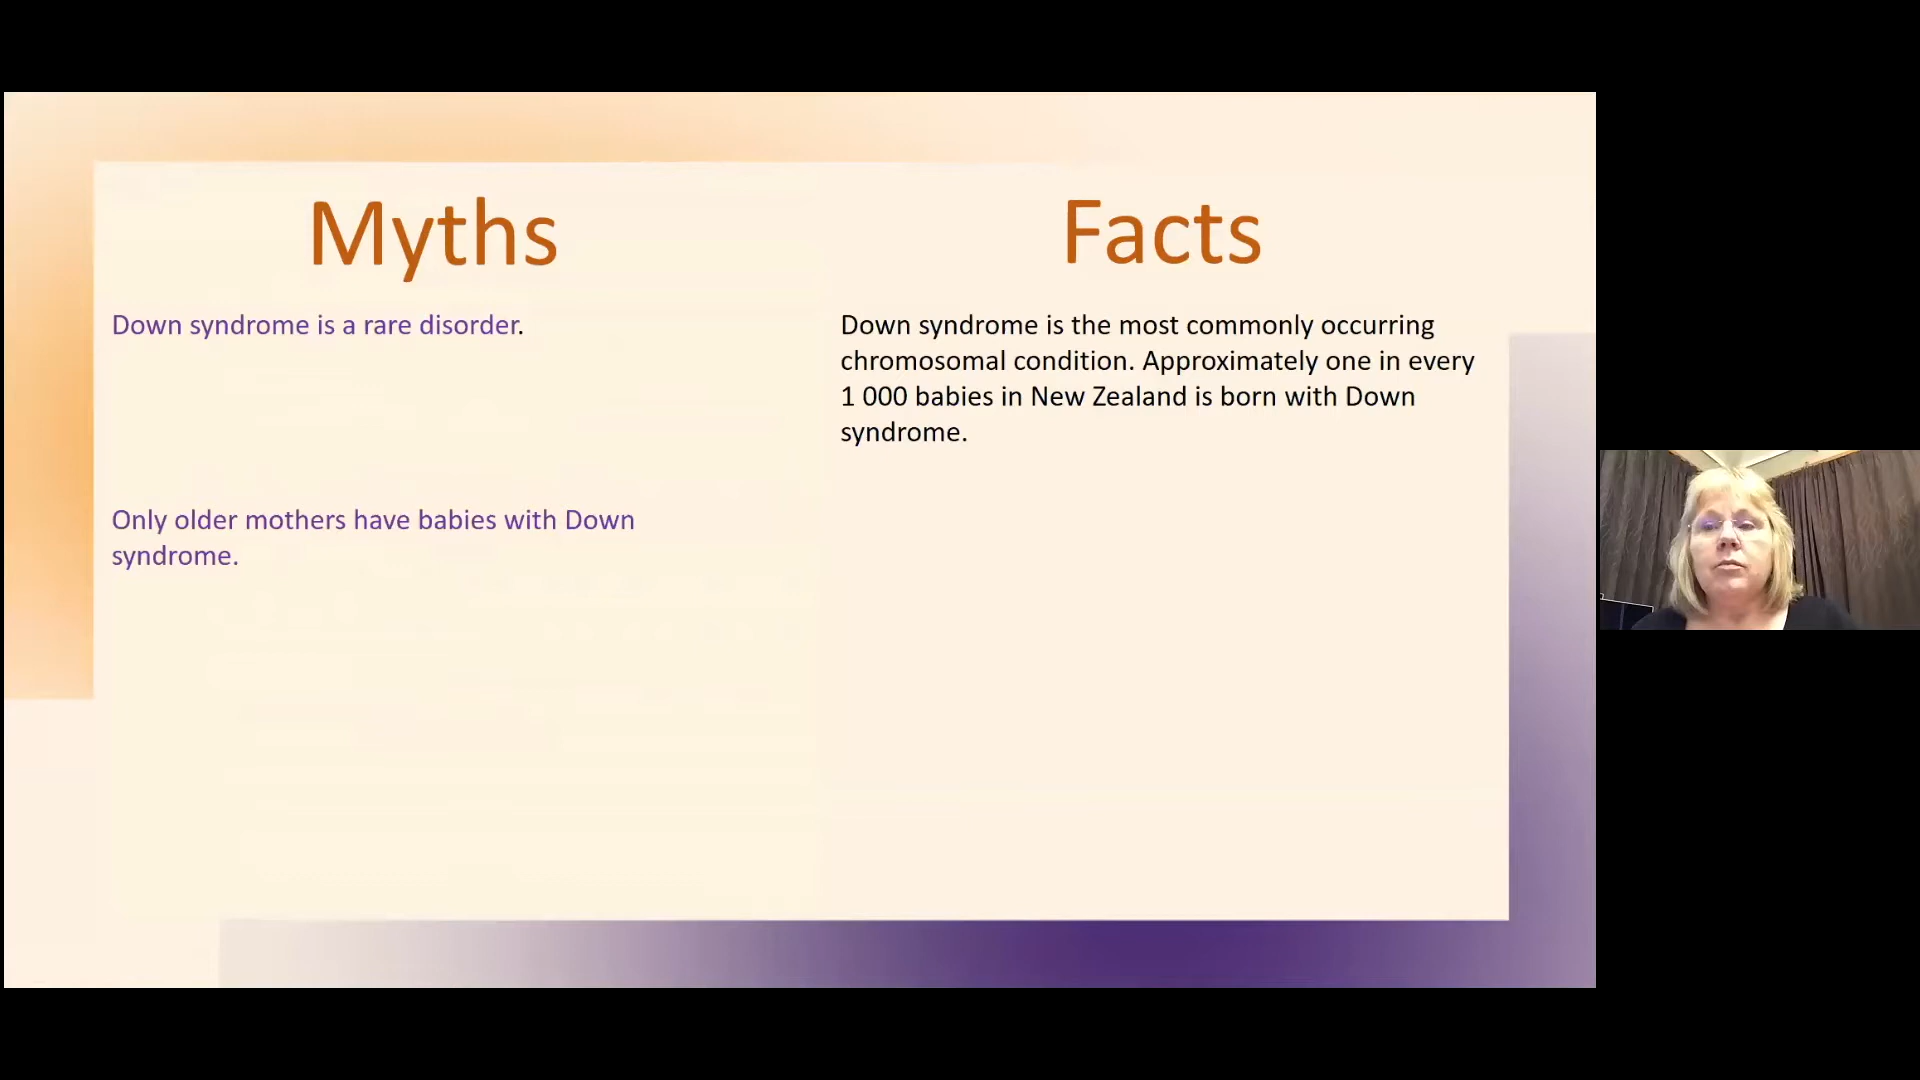 Myths
Facts
Down syndrome is a rare disorder.
Down syndrome is the most commonly occurring
chromosomal condition. Approximately one in every
1 000 babies in New Zealand is born with Down
syndrome.
Only older mothers have babies with Down
syndrome.